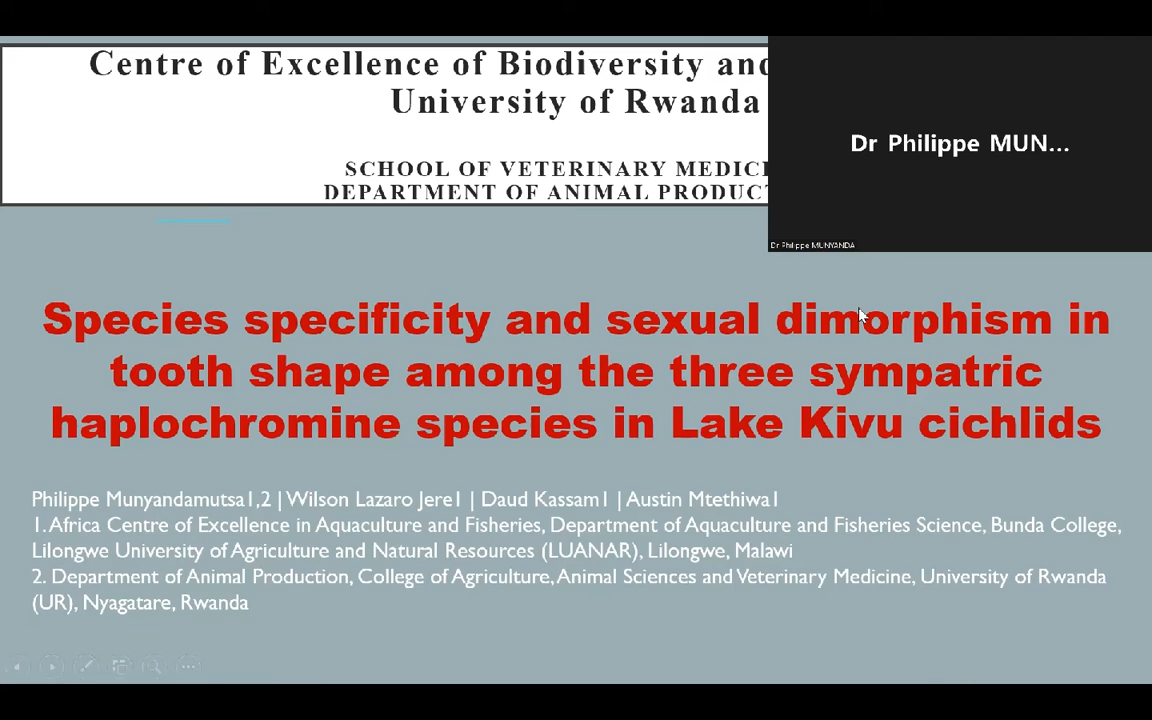 Centre of Excellence of Biodiversity and
University of Rwanda
SCHOOL OF VETERINARY MEDIC
DEPARTMENT OF ANIMAL PRODUCT
Dr Philippe MUN...
Dr Philippe MUNYANDA
Species specificity and sexual dimorphism in
tooth shape among the three sympatric
haplochromine species in Lake Kivu cichlids
Philippe Munyandamutsa1,2 | Wilson Lazaro Jere1 | Daud Kassam1 | Austin Mtethiwa1
1. Africa Centre of Excellence in Aquaculture and Fisheries, Department of Aquaculture and Fisheries Science, Bunda College,
Lilongwe University of Agriculture and Natural Resources (LUANAR), Lilongwe, Malawi
2. Department of Animal Production, College of Agriculture, Animal Sciences and Veterinary Medicine, University of Rwanda
(UR), Nyagatare, Rwanda